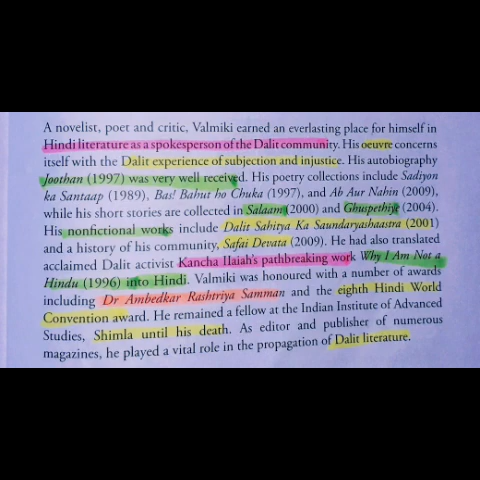 A novelist, poet and critic, Valmiki earned an everlasting place for himself in
Hindi literature as a spokesperson of the Dalit community. His oeuvre concerns
itself with the Dalit experience of subjection and injustice. His autobiography
Joothan (1997) was very well received. His poetry collections include Sadiyon
ka Santaap (1989), Bas! Bahut ho Chuka (1997), and Ab Aur Nahin (2009),
while his short stories are collected in Salaam (2000) and Ghuspethiye (2004).
His nonfictional works include Dalit Sahitya Ka Saundaryashaastra (2001)
and a history of his community, Safai Devata (2009). He had also translated
acclaimed Dalit activist Kancha Ilaiah's pathbreaking work Why I Am Not a
Hindu (1996) into Hindi. Valmiki was honoured with a number of awards
including Dr Ambedkar Rashtriya Samman and the eighth Hindi World
Convention award. He remained a fellow at the Indian Institute of Advanced
Studies, Shimla until his death. As editor and publisher of numerous
magazines, he played a vital role in the propagation of Dalit literature.